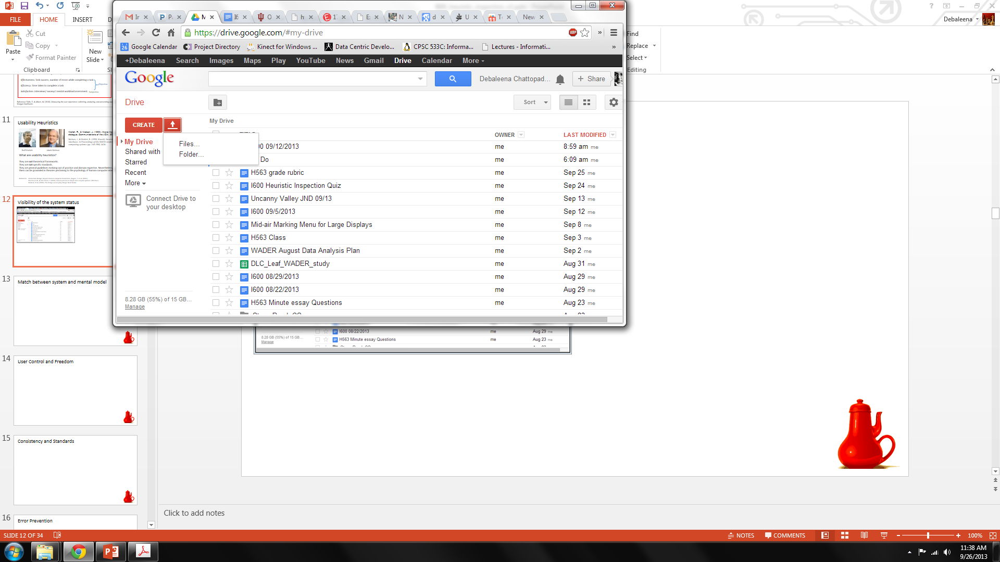 FILE HOME INSERT
Debaleena
Cut
Copy
Format Painter
Paste
New
Slide
Clipboard
Find
Replace
Select
Editing
https://drive.google.com/#my-drive
Google Calendar Project Directory Kinect for Windows ... Data Centric Develo... CPSC 533C: Informa... Lectures - Informati...
+Debaleena Search Images Maps Play YouTube News Gmail Drive Calendar More
Google
Debaleena Chattopad...
+ Share
Drive
Sort
CREATE
My Drive
Files...
Folder...
My Drive
Shared with
Starred
Recent
More
Connect Drive to
your desktop
8.28 GB (55%) of 15 GB...
Manage
OWNER LAST MODIFIED
00 09/12/2013 me 8:59 am me
Do me 6:09 am me
H563 grade rubric me Sep 25 me
I600 Heuristic Inspection Quiz me Sep 24 me
Uncanny Valley JND 09/13 me Sep 13 me
I600 09/5/2013 me Sep 12 me
Mid-air Marking Menu for Large Displays me Sep 8 me
H563 Class me Sep 3 me
WADER August Data Analysis Plan me Sep 2 me
DLC_Leaf_WADER_study me Aug 31 me
I600 08/29/2013 me Aug 29 me
I600 08/22/2013 me Aug 29 me
H563 Minute essay Questions me Aug 23 me
I600 08/22/2013 me Aug 29 me
8.28 GB (55%) of 15 GB...
Manage
H563 Minute essay Questions me Aug 23 me
11
Usability Heuristics
What are usability heuristics?
They are not theoretical frameworks.
They are not specific standards.
12
Visibility of the system status
13
Match between system and mental model
14
User Control and Freedom
15
Consistency and Standards
16
Error Prevention
Click to add notes
SLIDE 12 OF 34
NOTES COMMENTS 100%
11:38 AM
9/26/2013